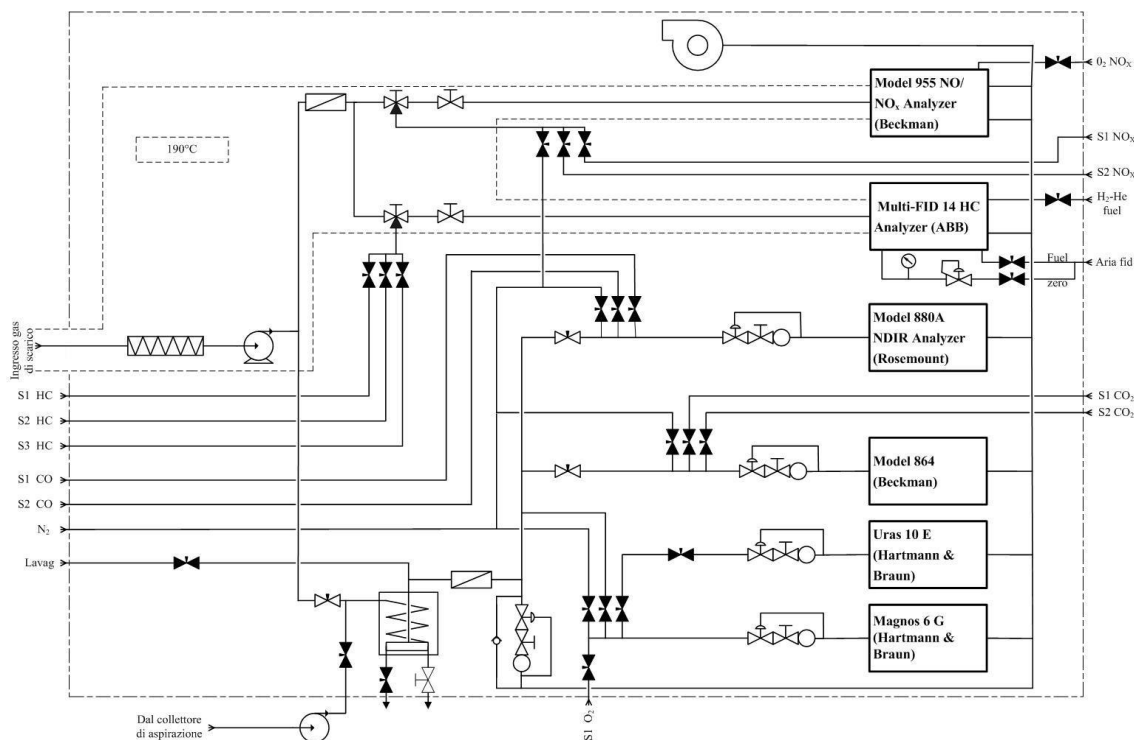 0₂ NOₓ
Model 955 NO/
NOₓ Analyzer
(Beckman)
190°C
S1 NOₓ
S2 NOₓ
H₂-He
fuel
Multi-FID 14 HC
Analyzer (ABB)
Fuel
Aria fid
zero
Model 880A
NDIR Analyzer
(Rosemount)
Ingresso gas
di scarico
S1 HC
S2 HC
S3 HC
S1 CO₂
S2 CO₂
Model 864
(Beckman)
S1 CO
S2 CO
N₂
Uras 10 E
(Hartmann &
Braun)
Lavag
Magnos 6 G
(Hartmann &
Braun)
Dal collettore
di aspirazione
S1 O₂